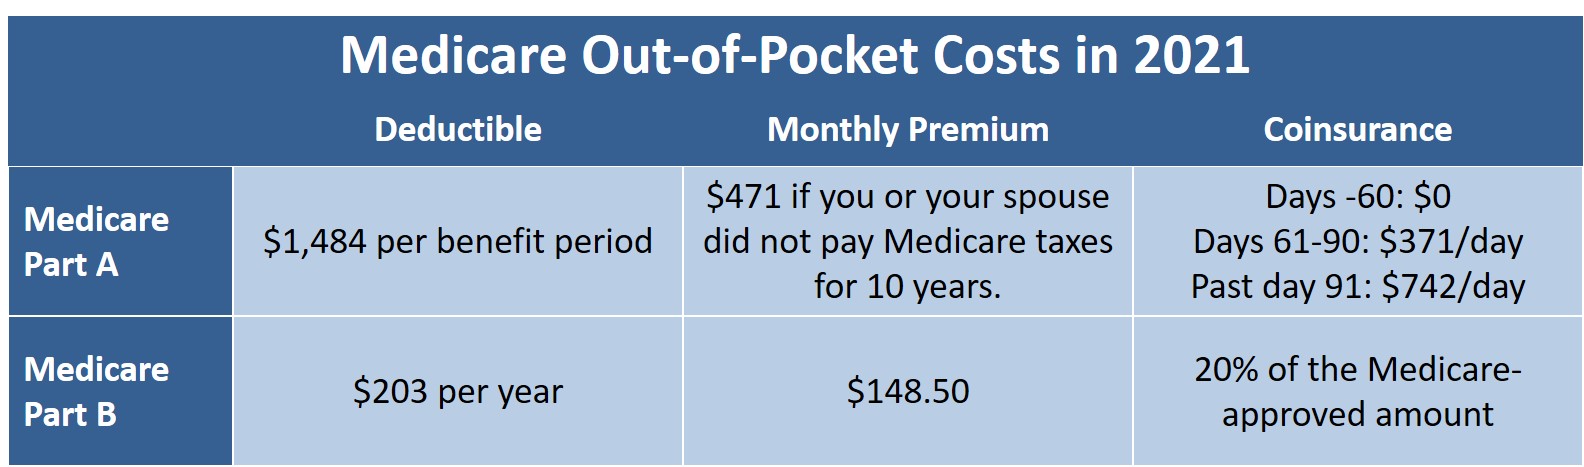 Medicare Out-of-Pocket Costs in 2021
Deductible
Monthly Premium
Coinsurance
Medicare
Part A
$1,484 per benefit period
$471 if you or your spouse
did not pay Medicare taxes
for 10 years.
Days -60: $0
Days 61-90: $371/day
Past day 91: $742/day
Medicare
Part B
$203 per year
$148.50
20% of the Medicare-
approved amount